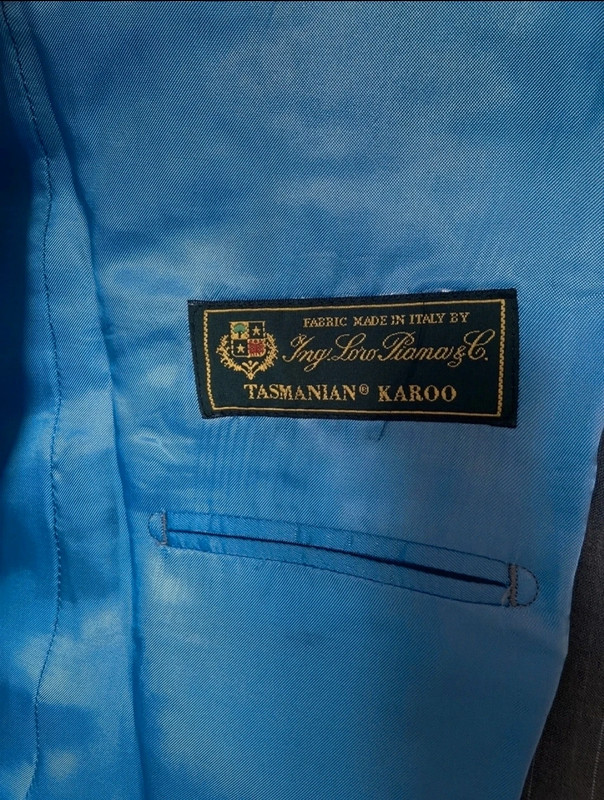 FABRIC MADE IN ITALY BY
Ing. Loro Piana & C.
TASMANIAN® KAROO